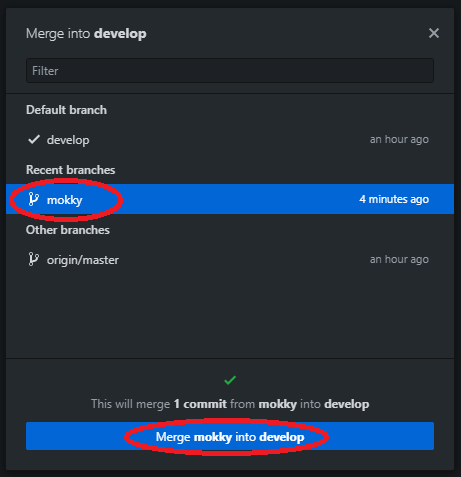 Merge into develop
Filter
Default branch
develop an hour ago
Recent branches
mokky 4 minutes ago
Other branches
origin/master an hour ago
This will merge 1 commit from mokky into develop
Merge mokky into develop